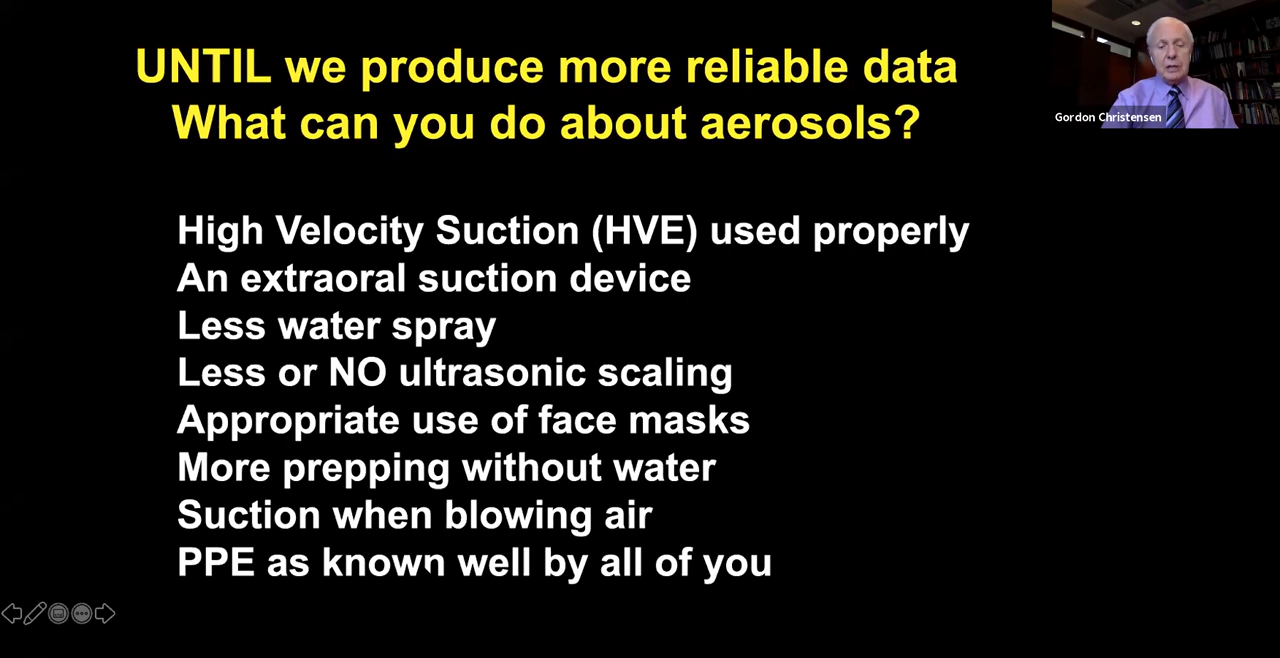 UNTIL we produce more reliable data
What can you do about aerosols?
Gordon Christensen
High Velocity Suction (HVE) used properly
An extraoral suction device
Less water spray
Less or NO ultrasonic scaling
Appropriate use of face masks
More prepping without water
Suction when blowing air
PPE as known well by all of you